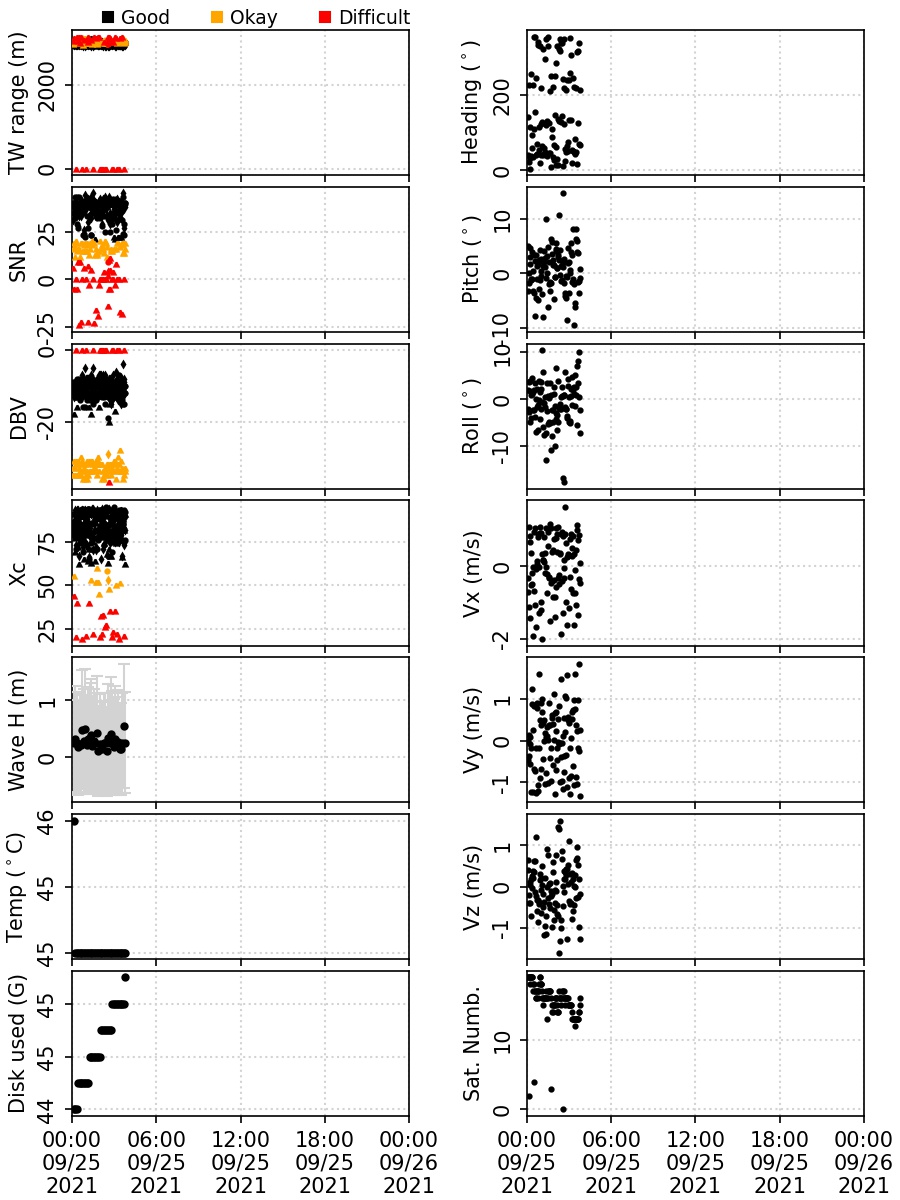 Good Okay Difficult
TW range (m)
2000
0
Heading ( ° )
200
0
SNR
25
0
-25
Pitch ( ° )
10
0
-10
DBV
0
-20
Roll ( ° )
10
0
-10
Xc
75
50
25
Vx (m/s)
0
-2
Wave H (m)
1
0
Vy (m/s)
1
0
-1
Temp ( ° C)
46
45
45
Vz (m/s)
1
0
-1
Disk used (G)
45
45
44
Sat. Numb.
10
0
00:00 06:00 12:00 18:00 00:00
09/25 09/25 09/25 09/25 09/26
2021 2021 2021 2021 2021
00:00 06:00 12:00 18:00 00:00
09/25 09/25 09/25 09/25 09/26
2021 2021 2021 2021 2021